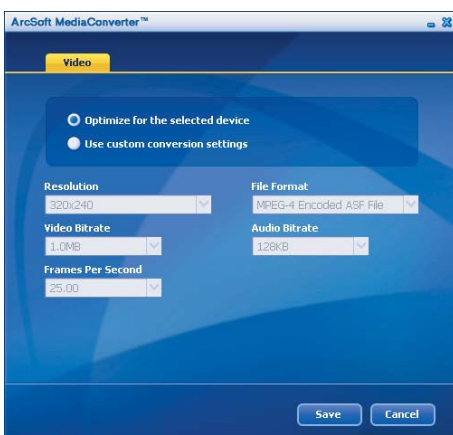 ArcSoft MediaConverter™
Video
Optimize for the selected device
Use custom conversion settings
Resolution
File Format
320x240
MPEG-4 Encoded ASF File
Video Bitrate
Audio Bitrate
1.0MB
128KB
Frames Per Second
25.00
Save
Cancel